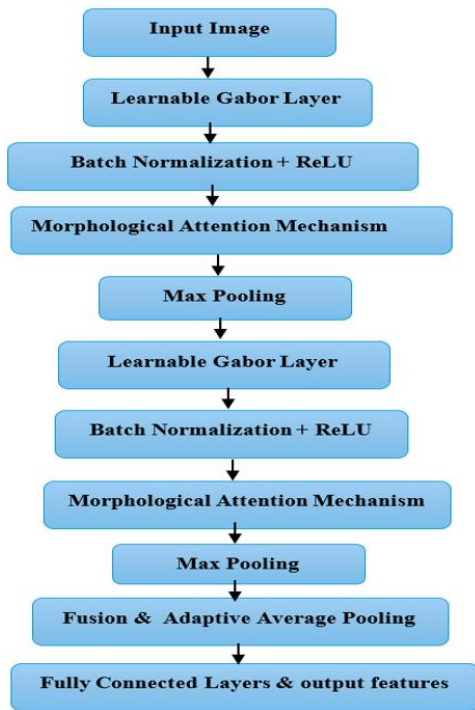 Input Image
Learnable Gabor Layer
Batch Normalization + ReLU
Morphological Attention Mechanism
Max Pooling
Learnable Gabor Layer
Batch Normalization + ReLU
Morphological Attention Mechanism
Max Pooling
Fusion & Adaptive Average Pooling
Fully Connected Layers & output features